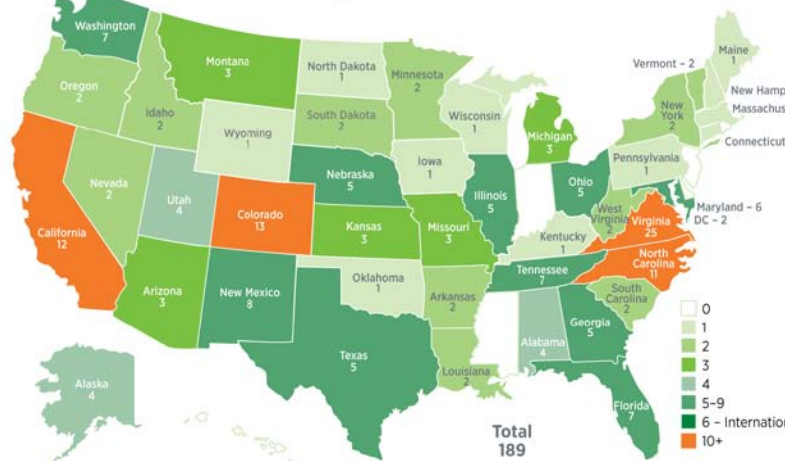 Washington
7
Montana
3
North Dakota
1
Minnesota
2
Vermont – 2
Maine
1
Oregon
2
Idaho
2
South Dakota
2
Wisconsin
1
Michigan
3
New York
2
New Hamp
Massachus
Connecticut
Wyoming
1
Nebraska
5
Iowa
1
Illinois
5
Ohio
5
Pennsylvania
1
Nevada
2
Utah
4
Colorado
13
Kansas
3
Missouri
3
Kentucky
1
West
Virginia
2
Virginia
25
Maryland – 6
DC – 2
California
12
Arizona
3
New Mexico
8
Oklahoma
1
Arkansas
2
Tennessee
7
North
Carolina
11
South
Carolina
2
Texas
5
Louisiana
2
Alabama
4
Georgia
5
Florida
7
Alaska
4
Total
189
0
1
2
3
4
5–9
6 – Internation
10+